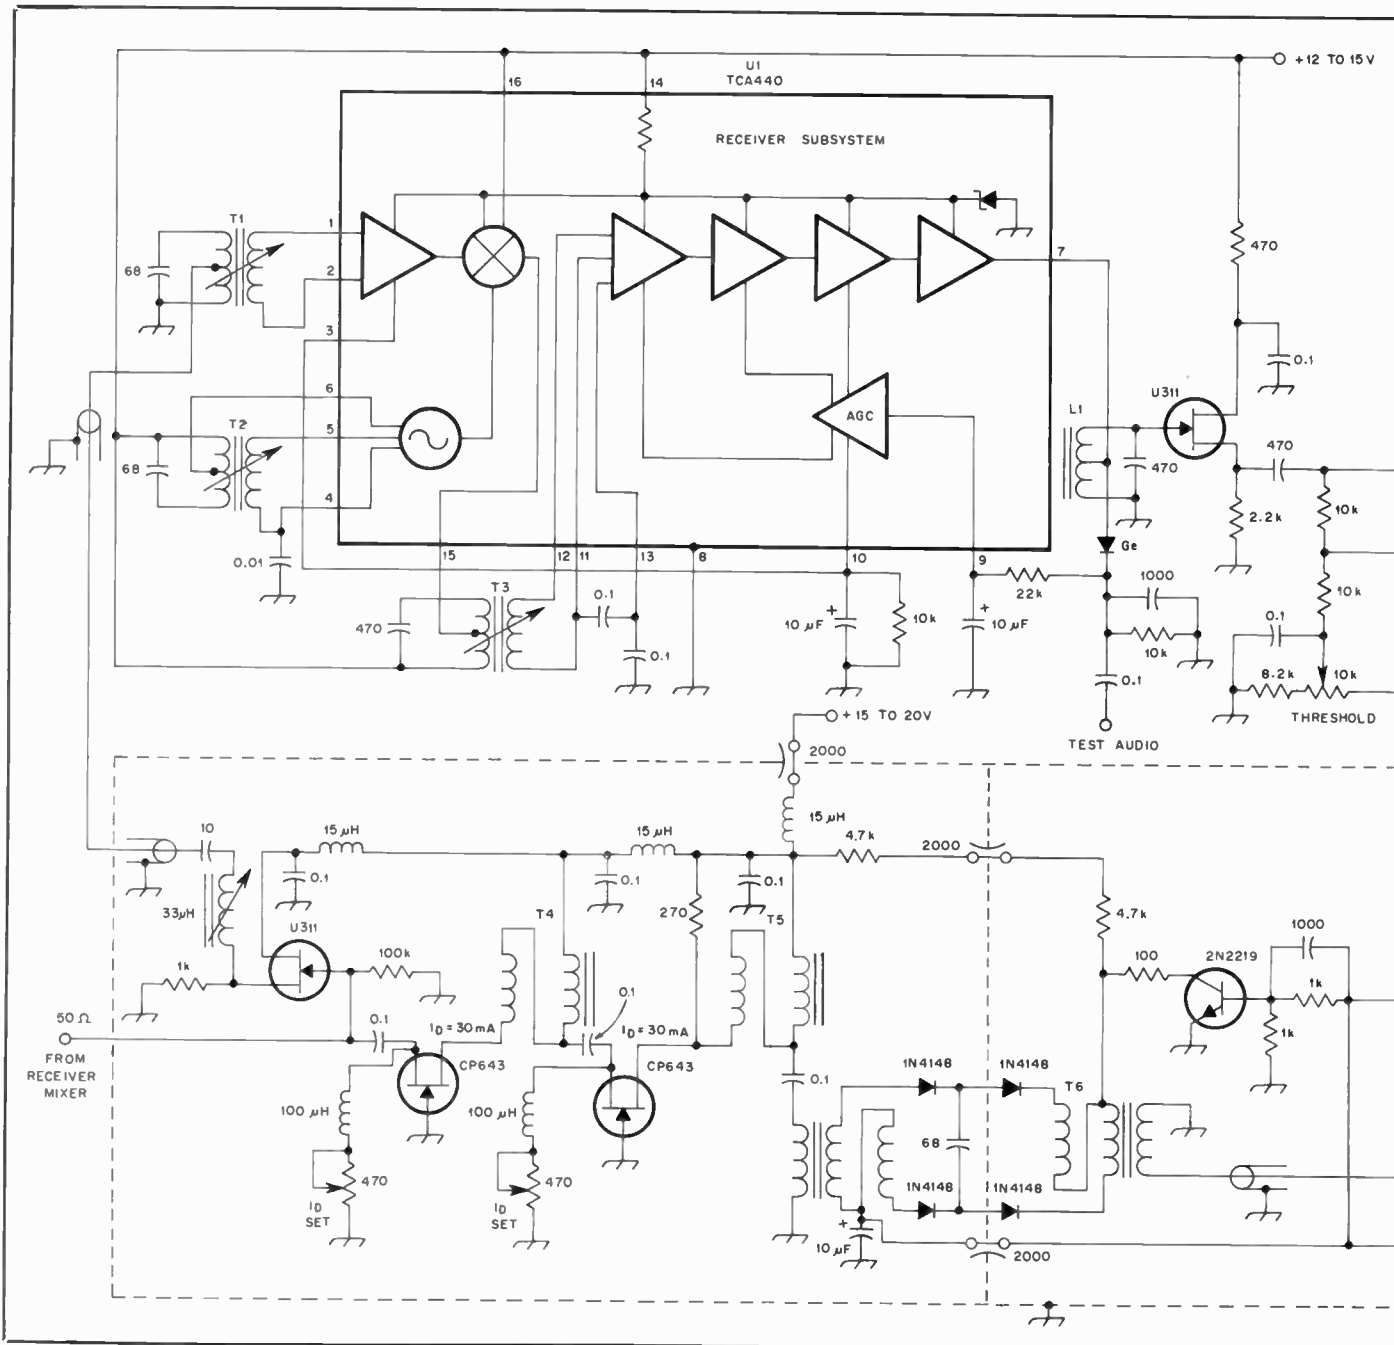 U1
TCA440
+12 TO 15V
16
14
RECEIVER SUBSYSTEM
T1
1
68
2
3
7
470
0.1
U311
6
AGC
L1
T2
5
68
470
470
4
2.2k
10k
0.01
15
12
11
13
8
10
9
Ge
T3
1000
22k
10k
470
0.1
+
10 µF
10k
+
10 µF
10k
0.1
0.1
0.1
8.2k
10k
THRESHOLD
TEST AUDIO
+15 TO 20V
2000
15 µH
10
15 µH
15 µH
4.7k
2000
0.1
0.1
0.1
33µH
T4
270
T5
4.7k
U311
1k
100k
100
2N2219
1000
0.1
1k
50 Ω
0.1
ID = 30mA
ID = 30mA
1k
FROM
RECEIVER
MIXER
CP643
CP643
0.1
1N4148
1N4148
T6
100 µH
100 µH
68
470
470
1N4148
1N4148
ID
SET
ID
SET
+
10 µF
2000